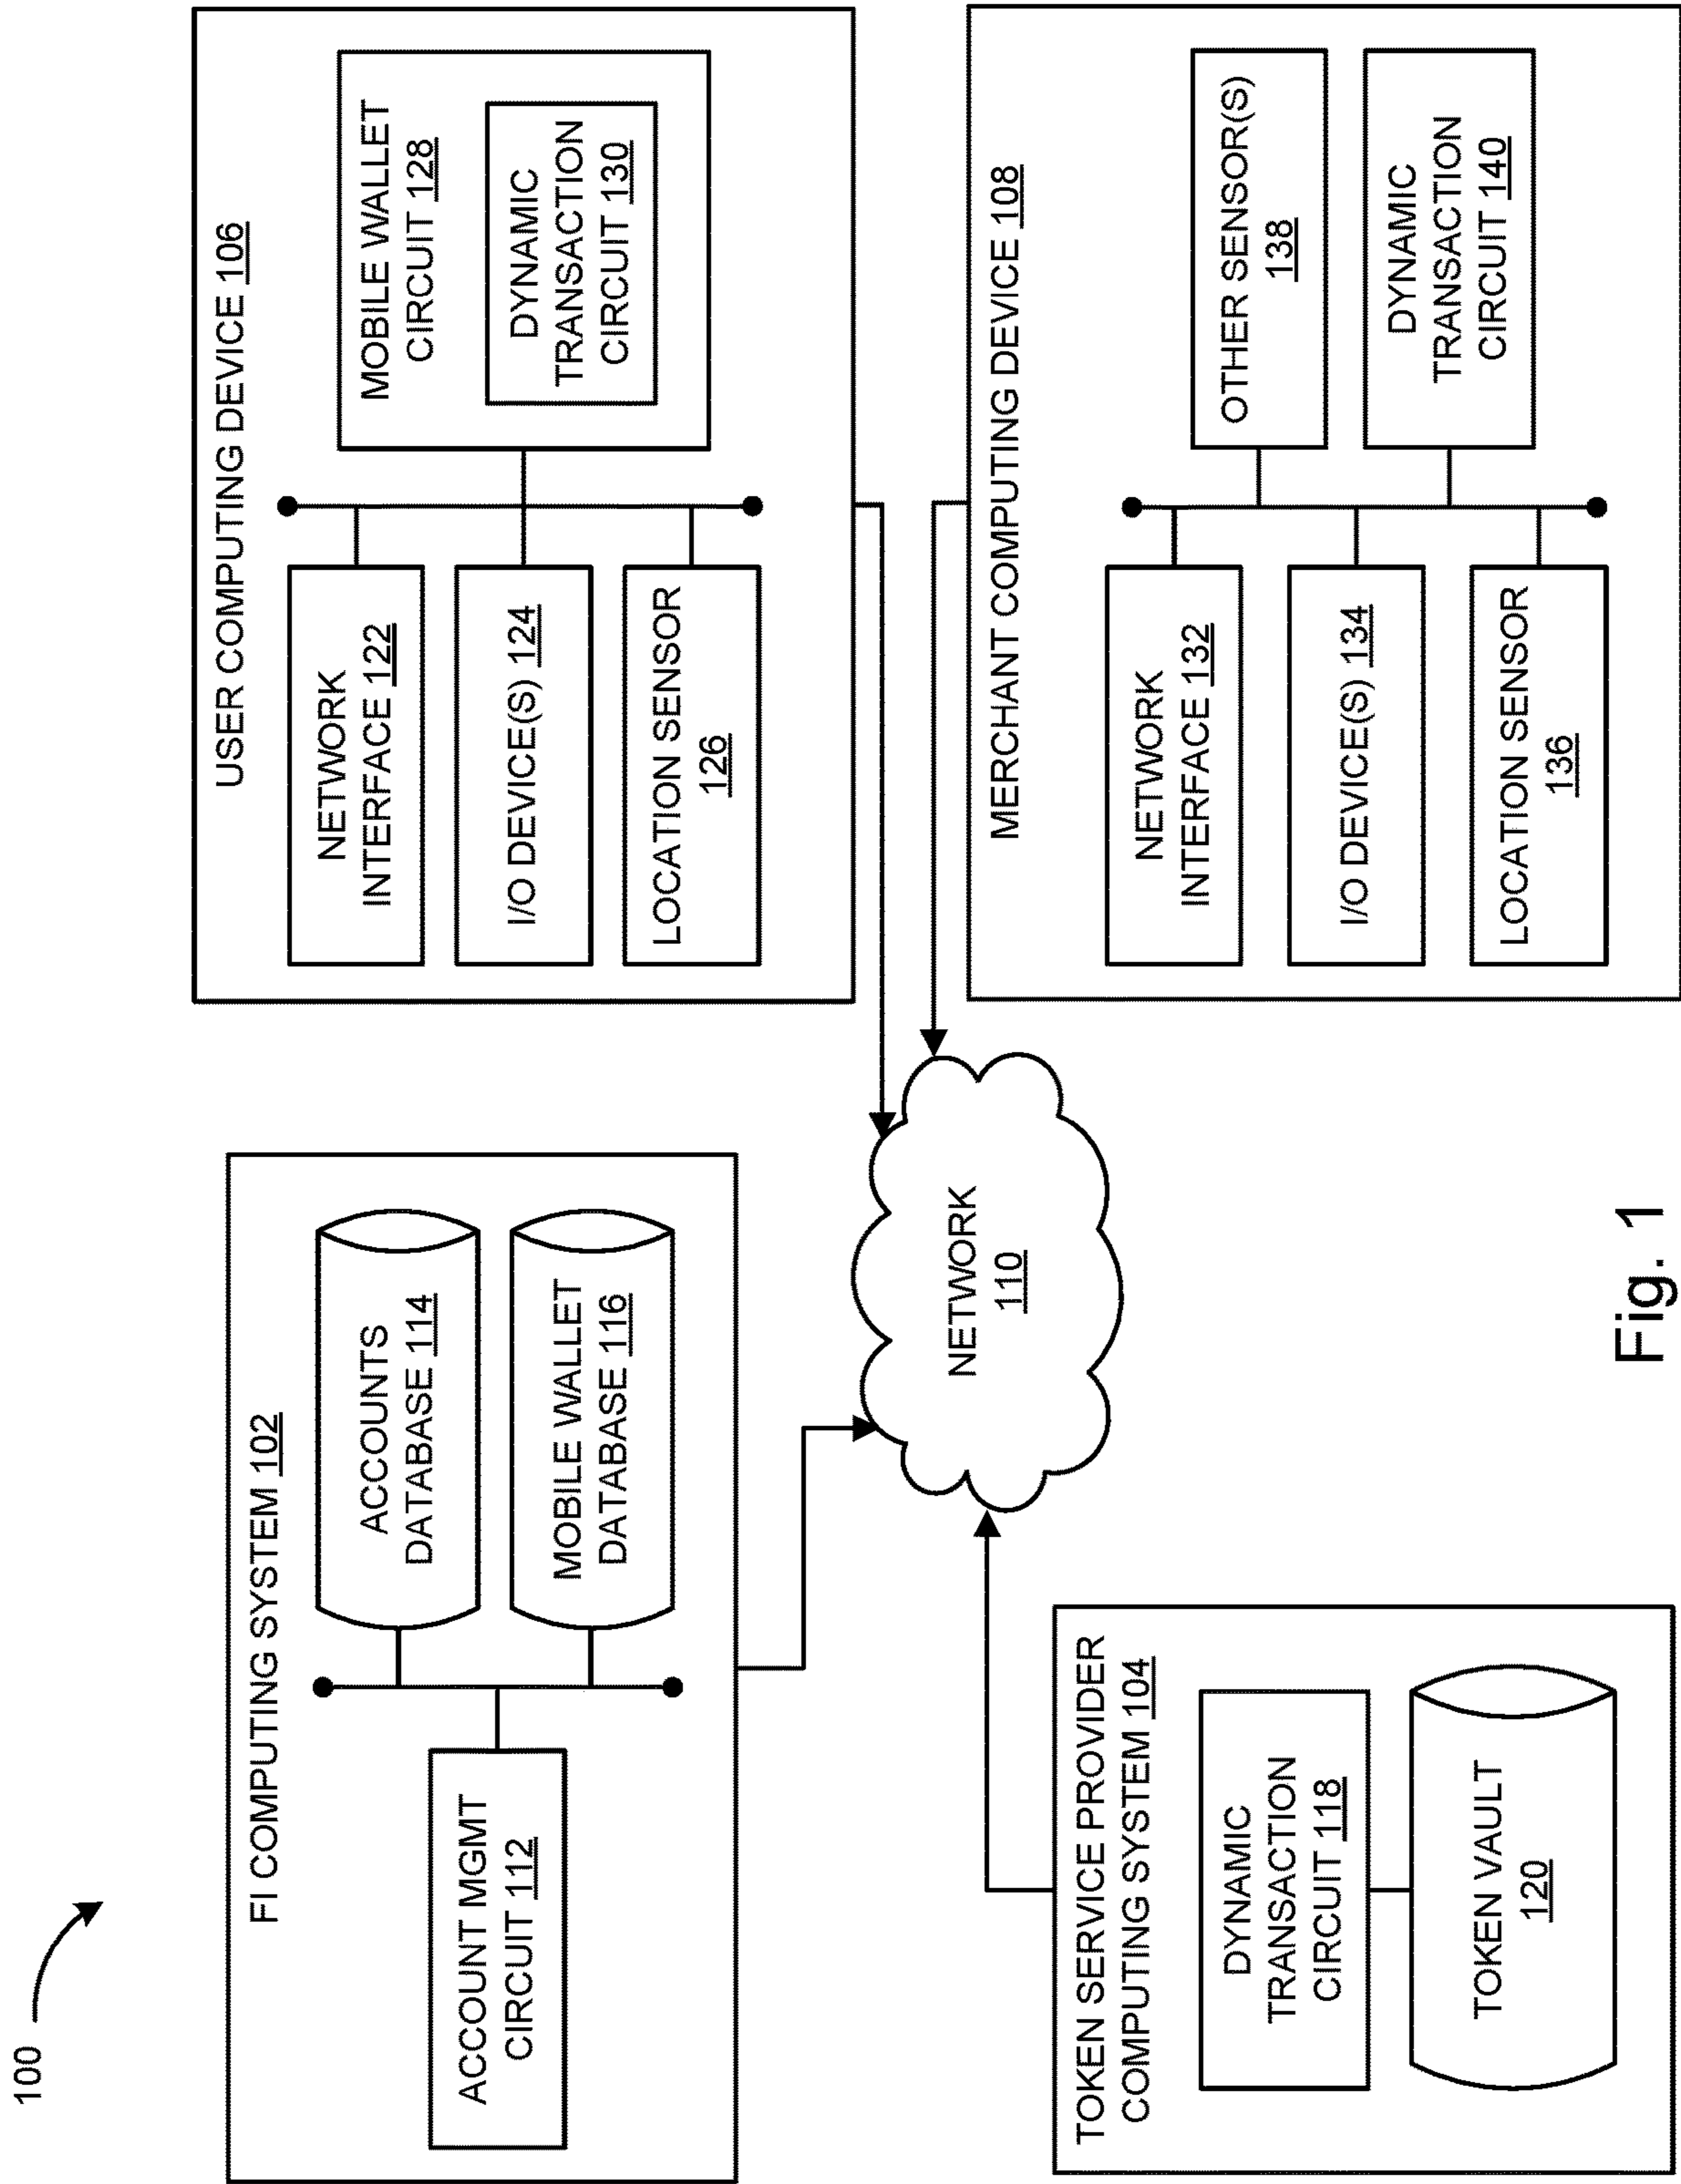 100
FI COMPUTING SYSTEM 102
ACCOUNT MGMT
CIRCUIT 112
ACCOUNTS
DATABASE 114
MOBILE WALLET
DATABASE 116
USER COMPUTING DEVICE 106
NETWORK
INTERFACE 122
I/O DEVICE(S) 124
LOCATION SENSOR
126
MOBILE WALLET
CIRCUIT 128
DYNAMIC
TRANSACTION
CIRCUIT 130
NETWORK
110
TOKEN SERVICE PROVIDER
COMPUTING SYSTEM 104
DYNAMIC
TRANSACTION
CIRCUIT 118
TOKEN VAULT
120
MERCHANT COMPUTING DEVICE 108
NETWORK
INTERFACE 132
I/O DEVICE(S) 134
LOCATION SENSOR
136
OTHER SENSOR(S)
138
DYNAMIC
TRANSACTION
CIRCUIT 140
Fig. 1